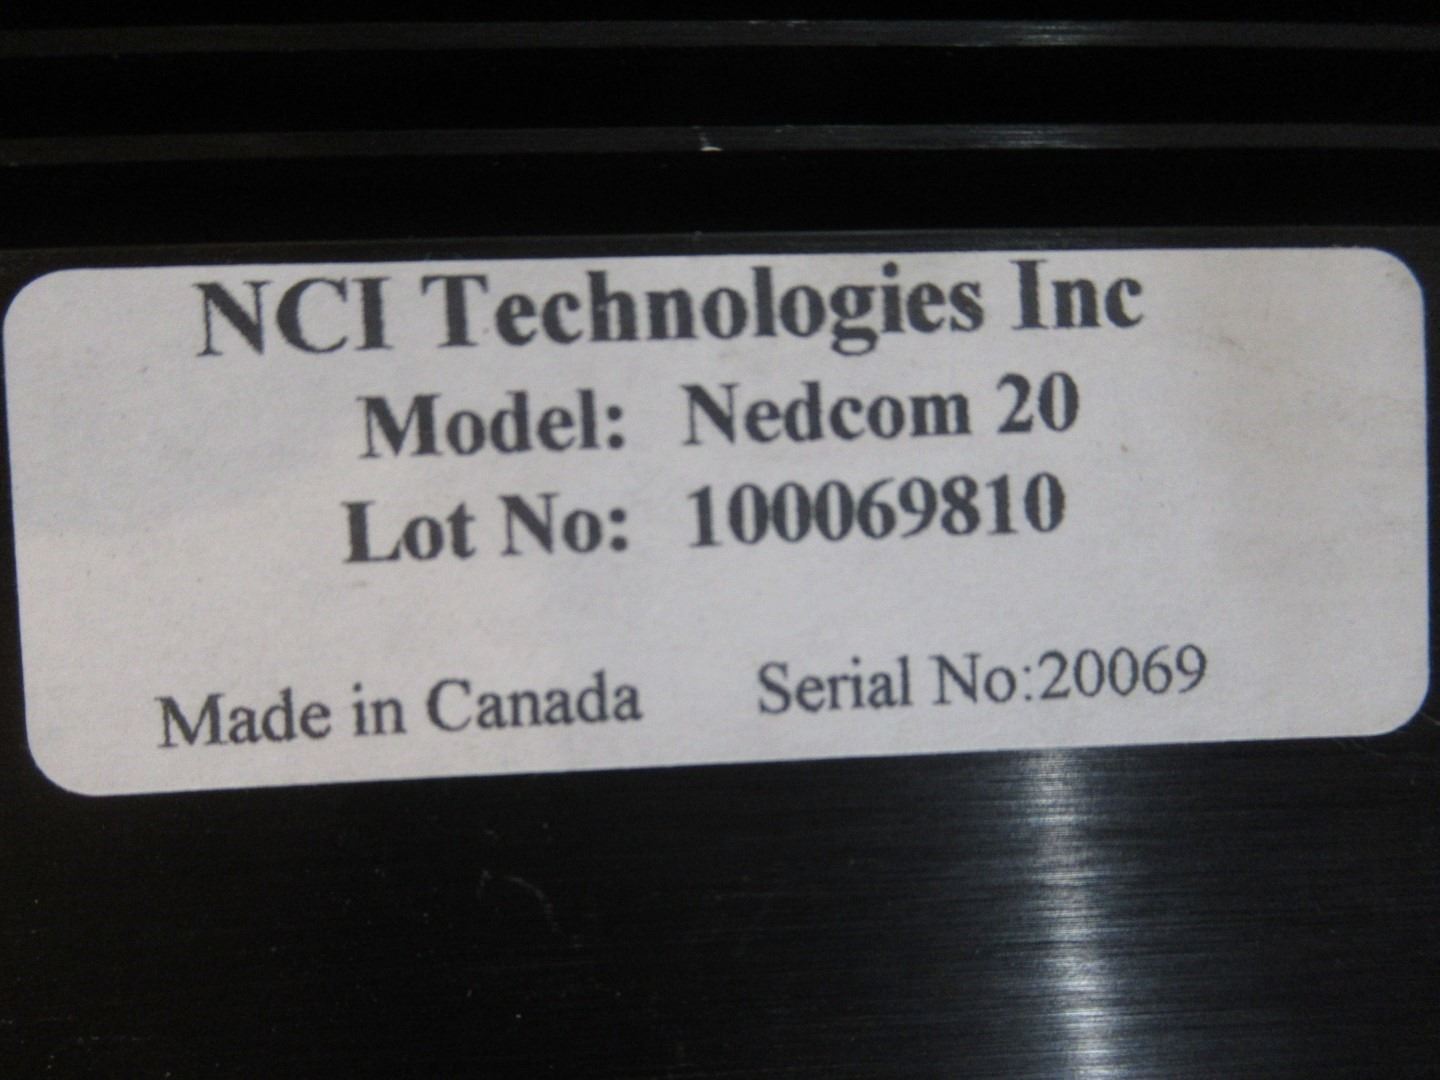 NCI Technologies Inc
Model: Nedcom 20
Lot No: 100069810
Made in Canada Serial No:20069